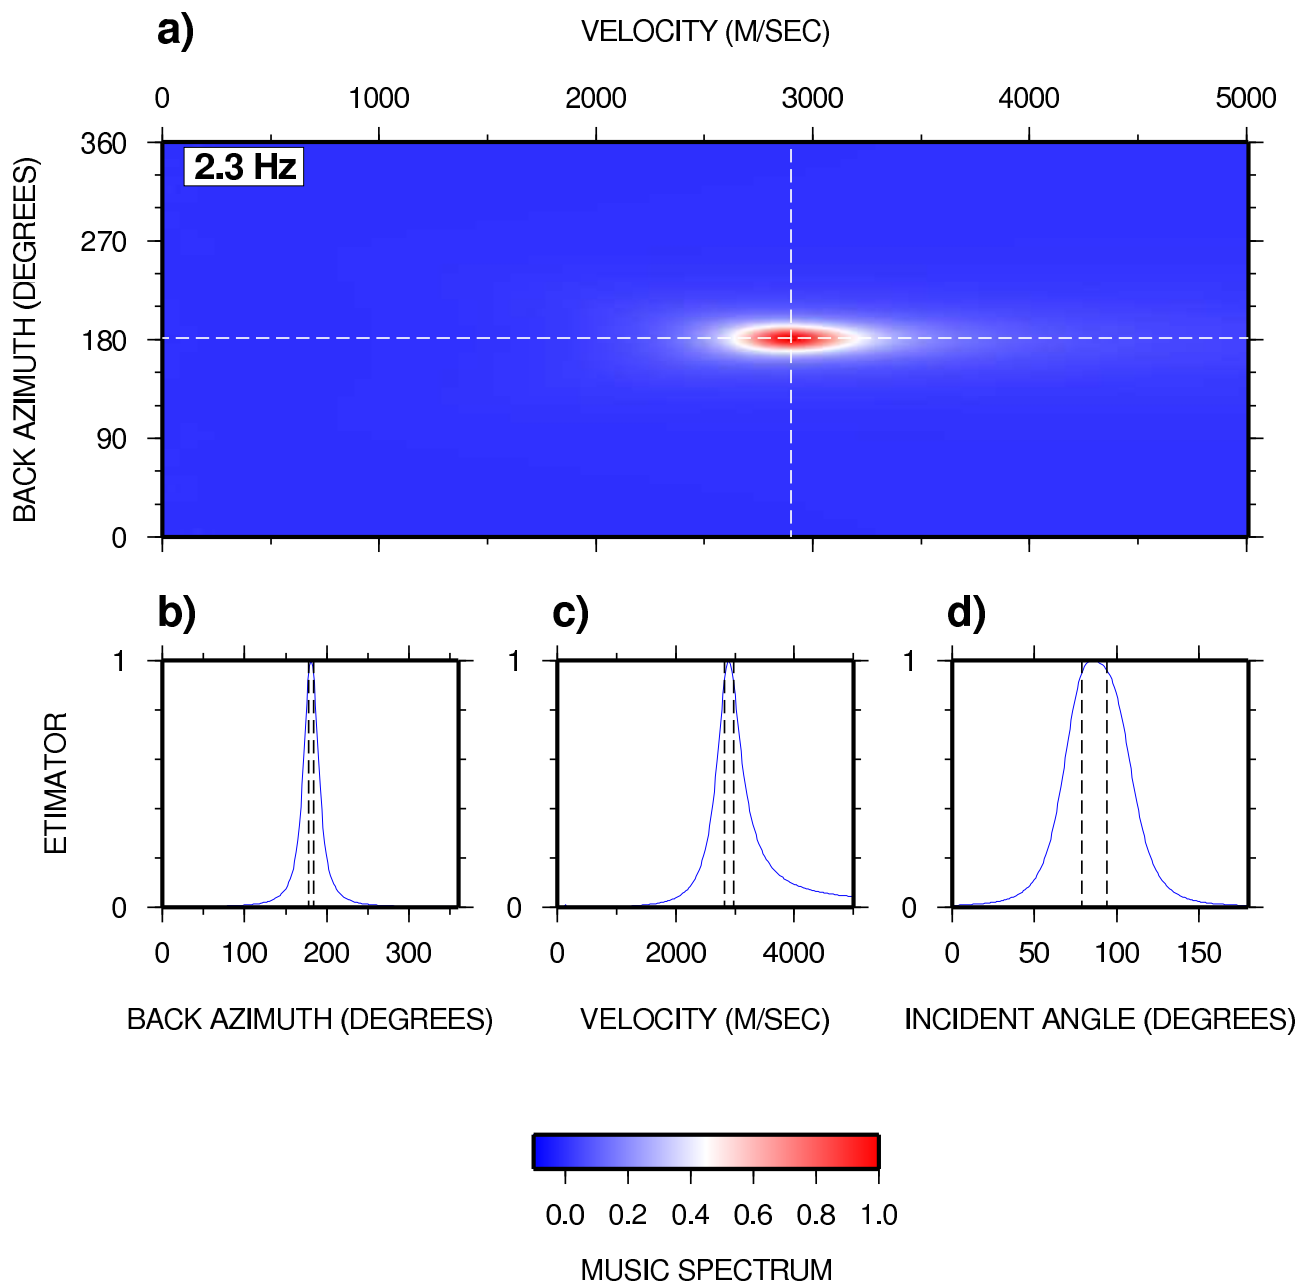 a)
VELOCITY (M/SEC)
0 1000 2000 3000 4000 5000
BACK AZIMUTH (DEGREES)
360
270
180
90
0
2.3 Hz
b)
c)
d)
ETIMATOR
1
0
0 100 200 300
BACK AZIMUTH (DEGREES)
1
0
0 2000 4000
VELOCITY (M/SEC)
1
0
0 50 100 150
INCIDENT ANGLE (DEGREES)
0.0 0.2 0.4 0.6 0.8 1.0
MUSIC SPECTRUM